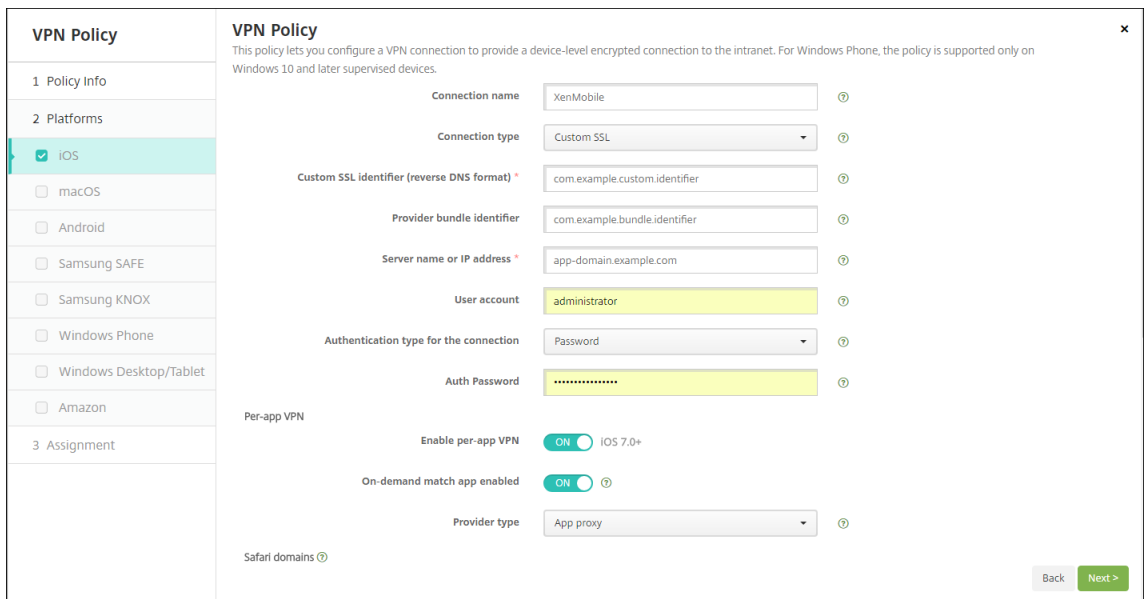 VPN Policy
1 Policy Info
2 Platforms
iOS
macOS
Android
Samsung SAFE
Samsung KNOX
Windows Phone
Windows Desktop/Tablet
Amazon
3 Assignment
VPN Policy
×
This policy lets you configure a VPN connection to provide a device-level encrypted connection to the intranet. For Windows Phone, the policy is supported only on
Windows 10 and later supervised devices.
Connection name XenMobile ?
Connection type Custom SSL ?
Custom SSL identifier (reverse DNS format) * com.example.custom.identifier ?
Provider bundle identifier com.example.bundle.identifier ?
Server name or IP address * app-domain.example.com ?
User account administrator ?
Authentication type for the connection Password ?
Auth Password •••••••••••••••• ?
Per-app VPN
Enable per-app VPN ON iOS 7.0+
On-demand match app enabled ON ?
Provider type App proxy ?
Safari domains ?
Back Next >